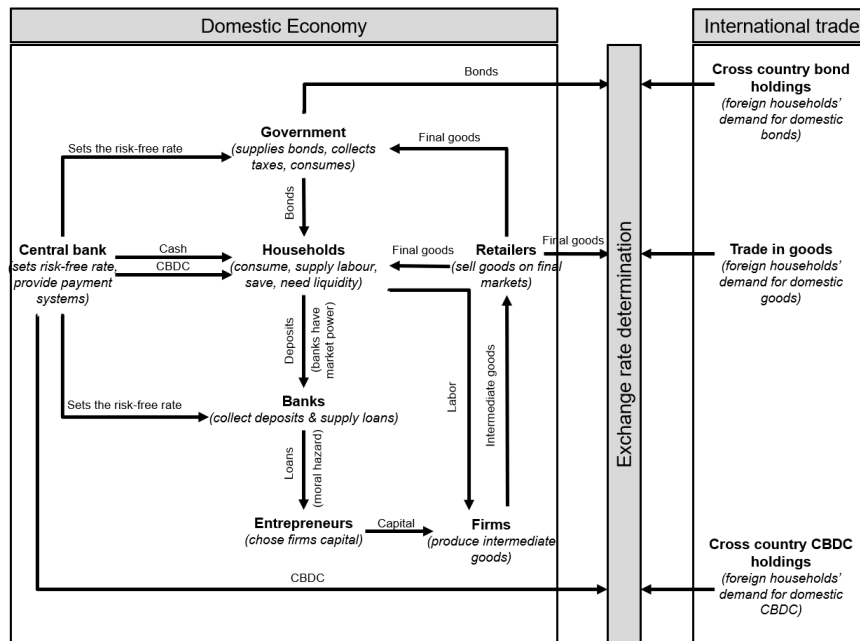 Domestic Economy
International trade
Bonds
Cross country bond
holdings
(foreign households'
demand for domestic
bonds)
Government
(supplies bonds, collects
taxes, consumes)
Final goods
Sets the risk-free rate
Bonds
Central bank
(sets risk-free rate,
provide payment
systems)
Cash
CBDC
Households
(consume, supply labour,
save, need liquidity)
Final goods
Retailers
(sell goods on final
markets)
Final goods
Exchange rate determination
Trade in goods
(foreign households'
demand for domestic
goods)
Deposits
(banks have
market power)
Labor
Intermediate goods
Sets the risk-free rate
Banks
(collect deposits & supply loans)
Loans
(moral hazard)
Entrepreneurs
(chose firms capital)
Capital
Firms
(produce intermediate
goods)
CBDC
Cross country CBDC
holdings
(foreign households'
demand for domestic
CBDC)